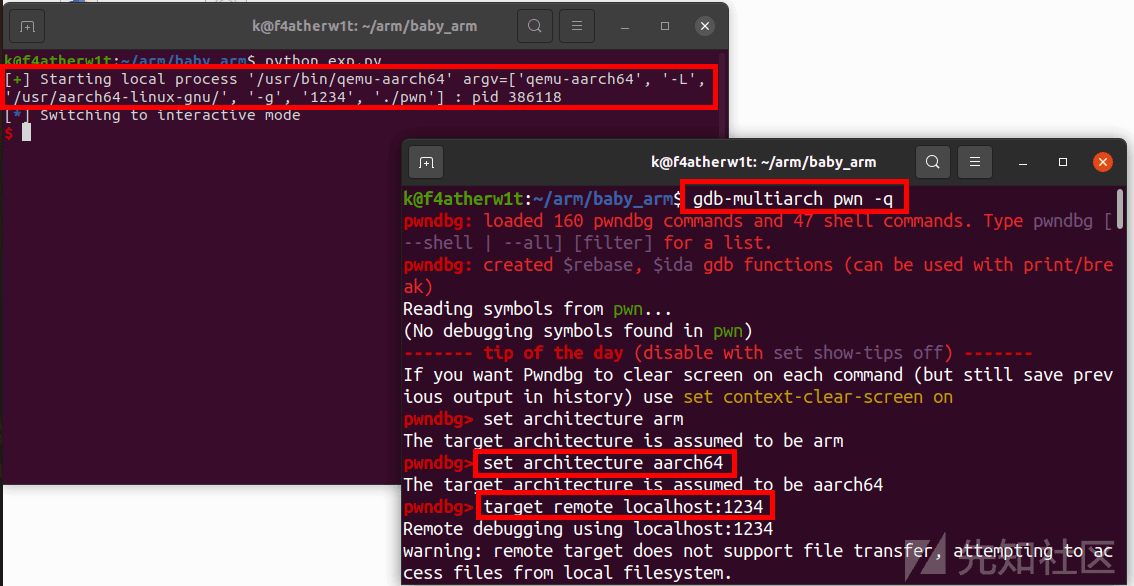 k@f4atherw1t: ~/arm/baby_arm
k@f4atherw1t:~/arm/baby_arm$ python exp.py
[+] Starting local process '/usr/bin/qemu-aarch64' argv=['qemu-aarch64', '-L',
'/usr/aarch64-linux-gnu/', '-g', '1234', './pwn'] : pid 386118
[*] Switching to interactive mode
$
k@f4atherw1t: ~/arm/baby_arm
k@f4atherw1t:~/arm/baby_arm$ gdb-multiarch pwn -q
pwndbg: loaded 160 pwndbg commands and 47 shell commands. Type pwndbg [
--shell | --all] [filter] for a list.
pwndbg: created $rebase, $ida gdb functions (can be used with print/bre
ak)
Reading symbols from pwn...
(No debugging symbols found in pwn)
------- tip of the day (disable with set show-tips off) -------
If you want Pwndbg to clear screen on each command (but still save prev
ious output in history) use set context-clear-screen on
pwndbg> set architecture arm
The target architecture is assumed to be arm
pwndbg> set architecture aarch64
The target architecture is assumed to be aarch64
pwndbg> target remote localhost:1234
Remote debugging using localhost:1234
warning: remote target does not support file transfer, attempting to ac
cess files from local filesystem.
先知社区